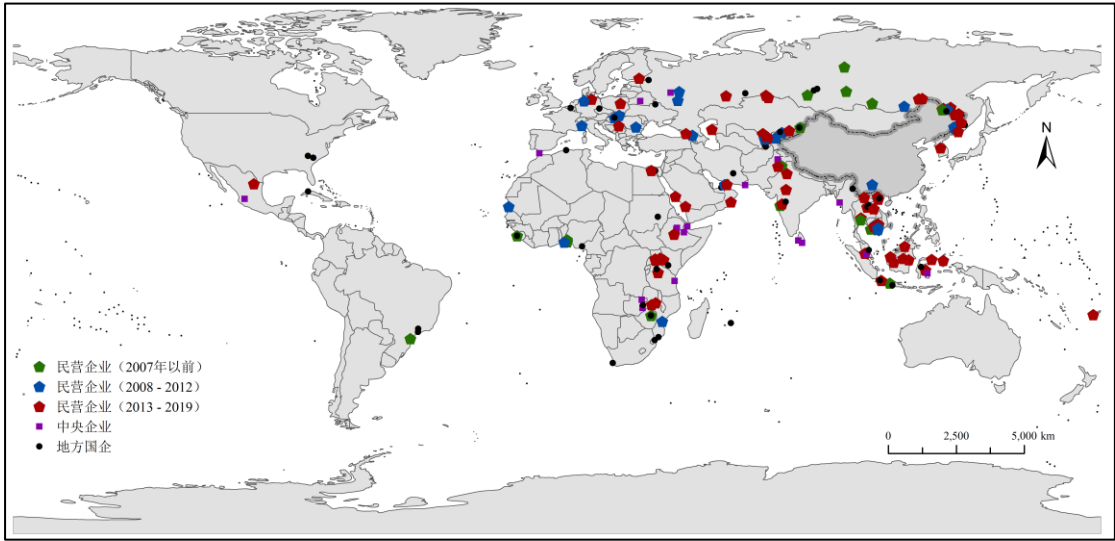 N
民营企业（2007年以前）
民营企业（2008 - 2012）
民营企业（2013 - 2019）
中央企业
地方国企
0 2,500 5,000 km